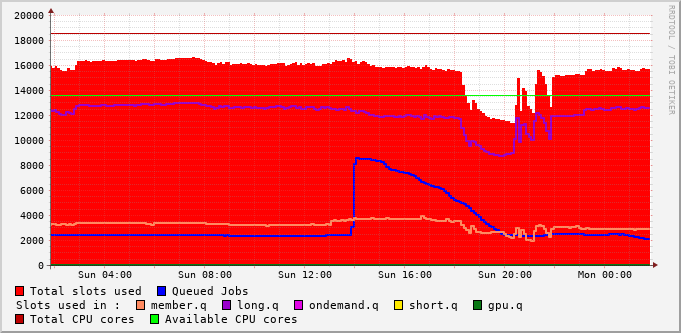 20000
18000
16000
14000
12000
10000
8000
6000
4000
2000
0
Sun 04:00 Sun 08:00 Sun 12:00 Sun 16:00 Sun 20:00 Mon 00:00
RRDTOOL / TOBI OETIKER
Total slots used Queued Jobs
Slots used in : member.q long.q ondemand.q short.q gpu.q
Total CPU cores Available CPU cores